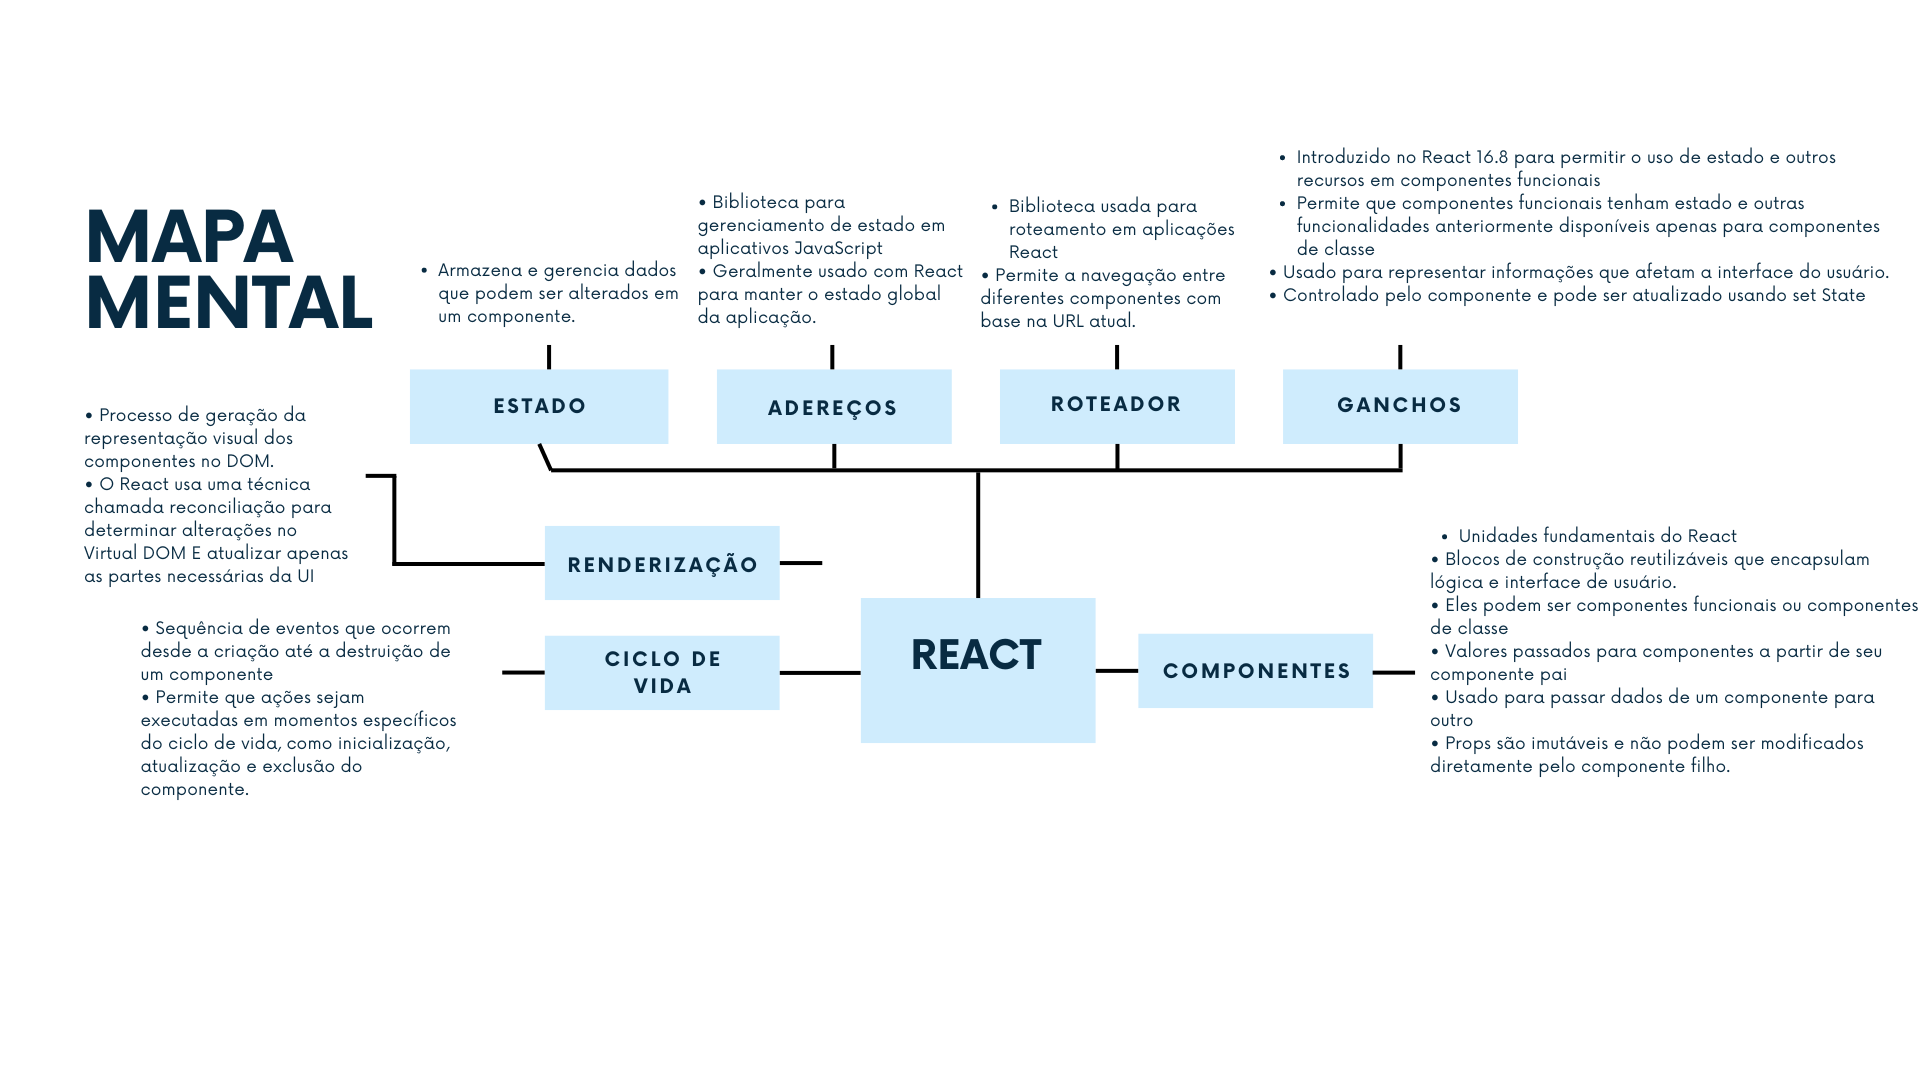 MAPA
MENTAL
• Armazena e gerencia dados
que podem ser alterados em
um componente.
• Biblioteca para
gerenciamento de estado em
aplicativos JavaScript
• Geralmente usado com React
para manter o estado global
da aplicação.
• Biblioteca usada para
roteamento em aplicações
React
• Permite a navegação entre
diferentes componentes com
base na URL atual.
• Introduzido no React 16.8 para permitir o uso de estado e outros
recursos em componentes funcionais
• Permite que componentes funcionais tenham estado e outras
funcionalidades anteriormente disponíveis apenas para componentes
de classe
• Usado para representar informações que afetam a interface do usuário.
• Controlado pelo componente e pode ser atualizado usando set State
ESTADO
ADEREÇOS
ROTEADOR
GANCHOS
• Processo de geração da
representação visual dos
componentes no DOM.
• O React usa uma técnica
chamada reconciliação para
determinar alterações no
Virtual DOM E atualizar apenas
as partes necessárias da UI
RENDERIZAÇÃO
• Sequência de eventos que ocorrem
desde a criação até a destruição de
um componente
• Permite que ações sejam
executadas em momentos específicos
do ciclo de vida, como inicialização,
atualização e exclusão do
componente.
CICLO DE
VIDA
REACT
COMPONENTES
• Unidades fundamentais do React
• Blocos de construção reutilizáveis que encapsulam
lógica e interface de usuário.
• Eles podem ser componentes funcionais ou componentes
de classe
• Valores passados para componentes a partir de seu
componente pai
• Usado para passar dados de um componente para
outro
• Props são imutáveis e não podem ser modificados
diretamente pelo componente filho.